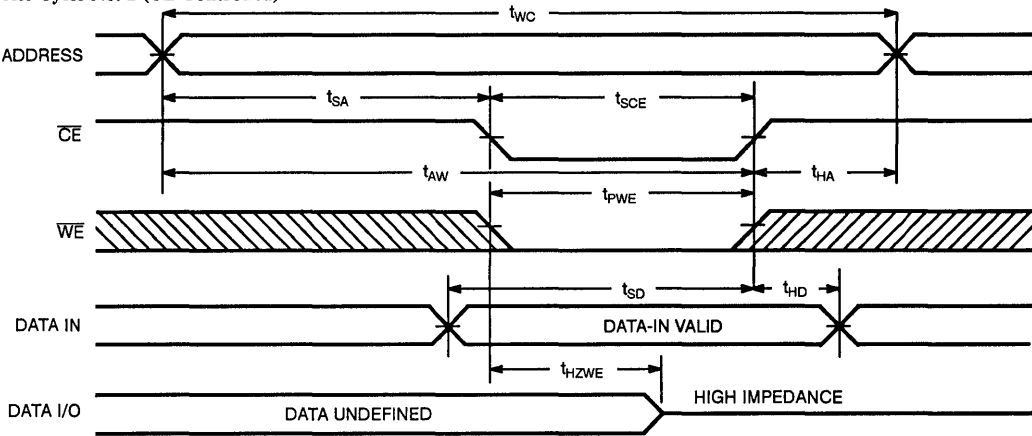 tWC
ADDRESS
tSA
tSCE
CE
tAW
tHA
tPWE
WE
tSD
tHD
DATA IN
DATA-IN VALID
tHZWE
DATA I/O
DATA UNDEFINED
HIGH IMPEDANCE